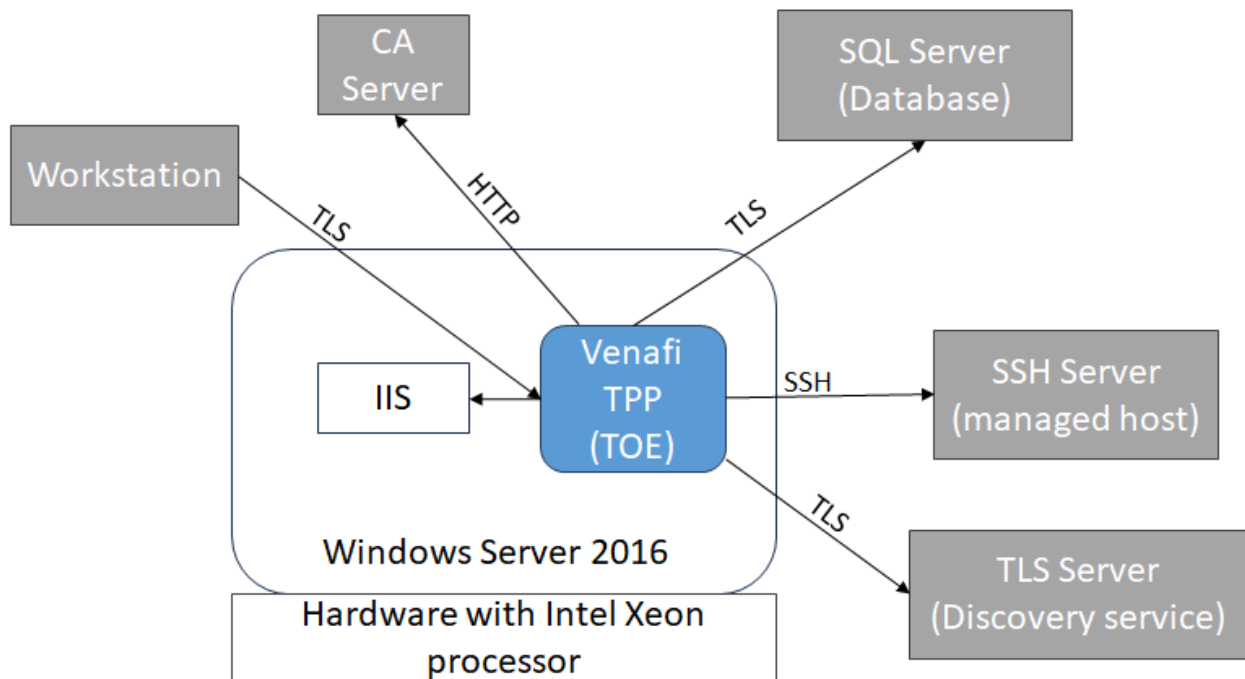 CA
Server
SQL Server
(Database)
Workstation
TLS
HTTP
TLS
Venafi
TPP
(TOE)
IIS
SSH
SSH Server
(managed host)
TLS
Windows Server 2016
TLS Server
(Discovery service)
Hardware with Intel Xeon
processor